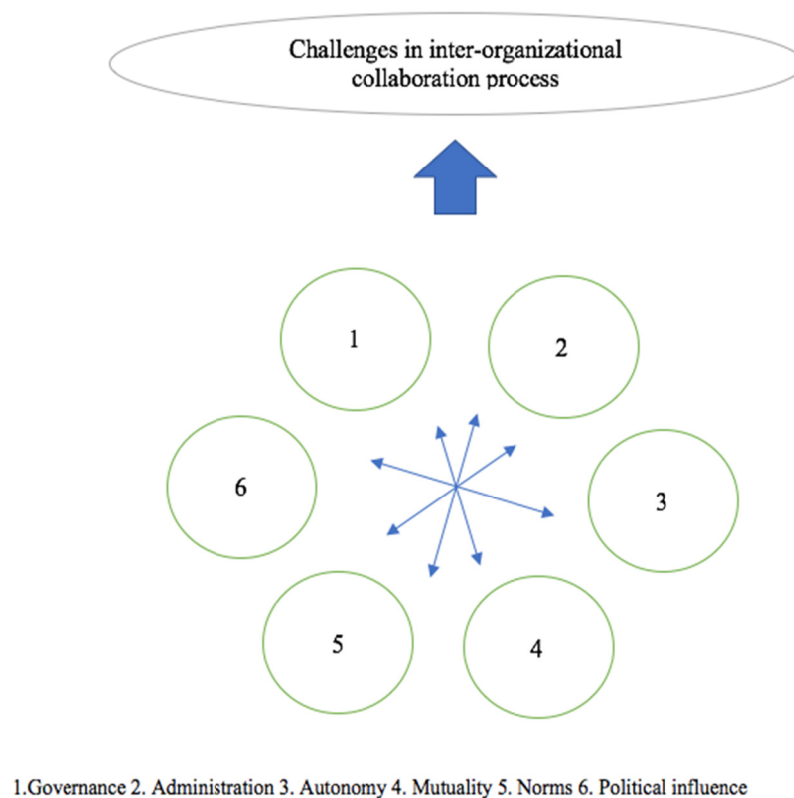 Challenges in inter-organizational
collaboration process
1
2
6
3
5
4
1.Governance 2. Administration 3. Autonomy 4. Mutuality 5. Norms 6. Political influence